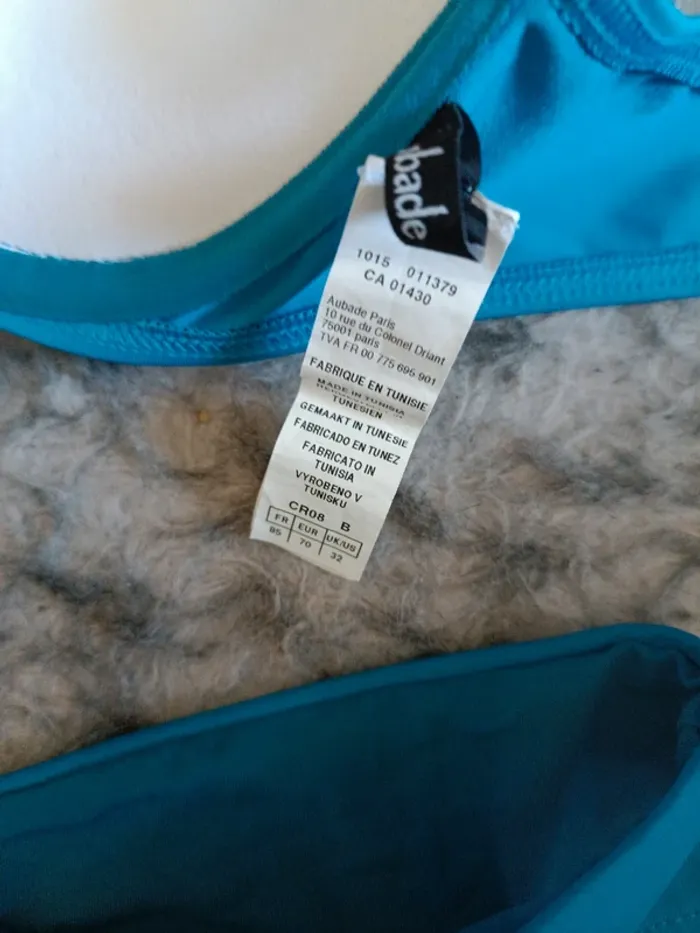 bade
1015 011379
CA 01430
Aubade Paris
10 rue du Colonel Driant
75001 paris
TVA FR 00 775 695 901
FABRIQUE EN TUNISIE
MADE IN TUNISIA
TUNESIEN
GEMAAKT IN TUNESIE
FABRICADO EN TUNEZ
FABRICATO IN
TUNISIA
VYROBENO V
TUNISKU
CR08 B
FR EUR UK/US
85 70 32